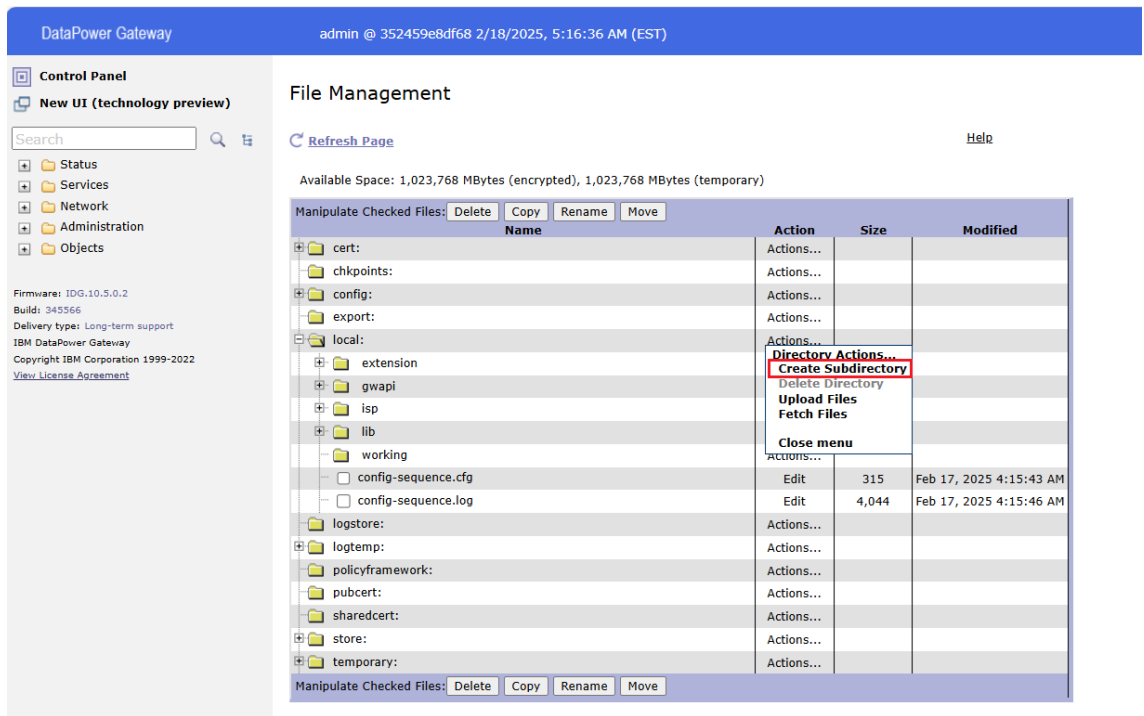 DataPower Gateway
admin @ 352459e8df68 2/18/2025, 5:16:36 AM (EST)
Control Panel
New UI (technology preview)
Search
Status
Services
Network
Administration
Objects
Firmware: IDG.10.5.0.2
Build: 345566
Delivery type: Long-term support
IBM DataPower Gateway
Copyright IBM Corporation 1999-2022
View License Agreement
File Management
Refresh Page
Help
Available Space: 1,023,768 MBytes (encrypted), 1,023,768 MBytes (temporary)
Manipulate Checked Files: Delete Copy Rename Move
Name Action Size Modified
cert: Actions...
chkpoints: Actions...
config: Actions...
export: Actions...
local: Actions...
Directory Actions...
Create Subdirectory
Delete Directory
Upload Files
Fetch Files
Close menu
extension
gwapi
isp
lib
working Actions...
config-sequence.cfg Edit 315 Feb 17, 2025 4:15:43 AM
config-sequence.log Edit 4,044 Feb 17, 2025 4:15:46 AM
logstore: Actions...
logtemp: Actions...
policyframework: Actions...
pubcert: Actions...
sharedcert: Actions...
store: Actions...
temporary: Actions...
Manipulate Checked Files: Delete Copy Rename Move